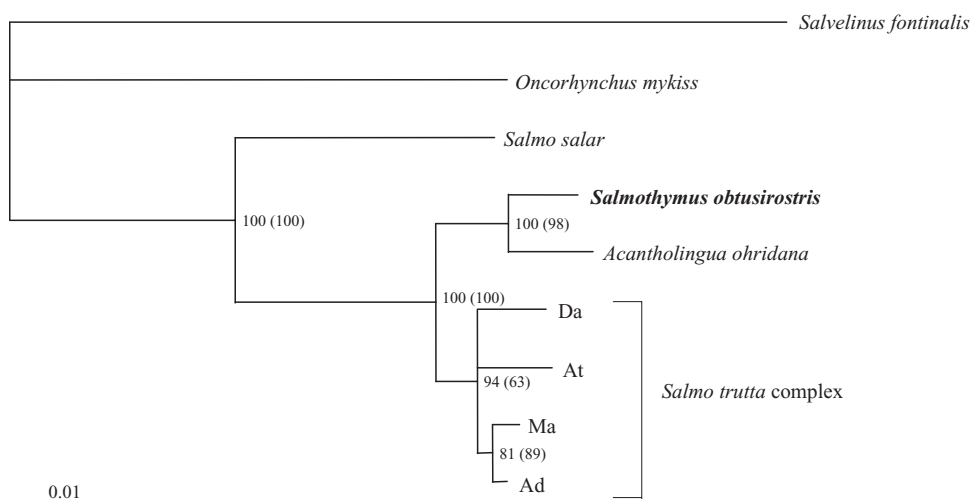 Salvelinus fontinalis
Oncorhynchus mykiss
Salmo salar
Salmothymus obtusirostris
100 (100)
100 (98)
Acantholingua ohridana
100 (100)
Da
At
94 (63)
Salmo trutta complex
Ma
81 (89)
Ad
0.01